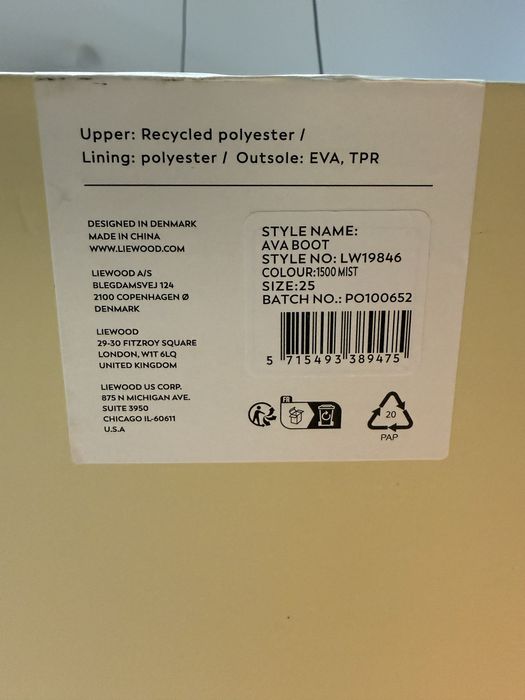 Upper: Recycled polyester /
Lining: polyester / Outsole: EVA, TPR
DESIGNED IN DENMARK
MADE IN CHINA
WWW.LIEWOOD.COM
LIEWOOD A/S
BLEGDAMSVEJ 124
2100 COPENHAGEN Ø
DENMARK
LIEWOOD
29-30 FITZROY SQUARE
LONDON, W1T 6LQ
UNITED KINGDOM
LIEWOOD US CORP.
875 N MICHIGAN AVE.
SUITE 3950
CHICAGO IL-60611
U.S.A
STYLE NAME:
AVA BOOT
STYLE NO: LW19846
COLOUR:1500 MIST
SIZE:25
BATCH NO.: PO100652
5 715493 389475
FR
20
PAP